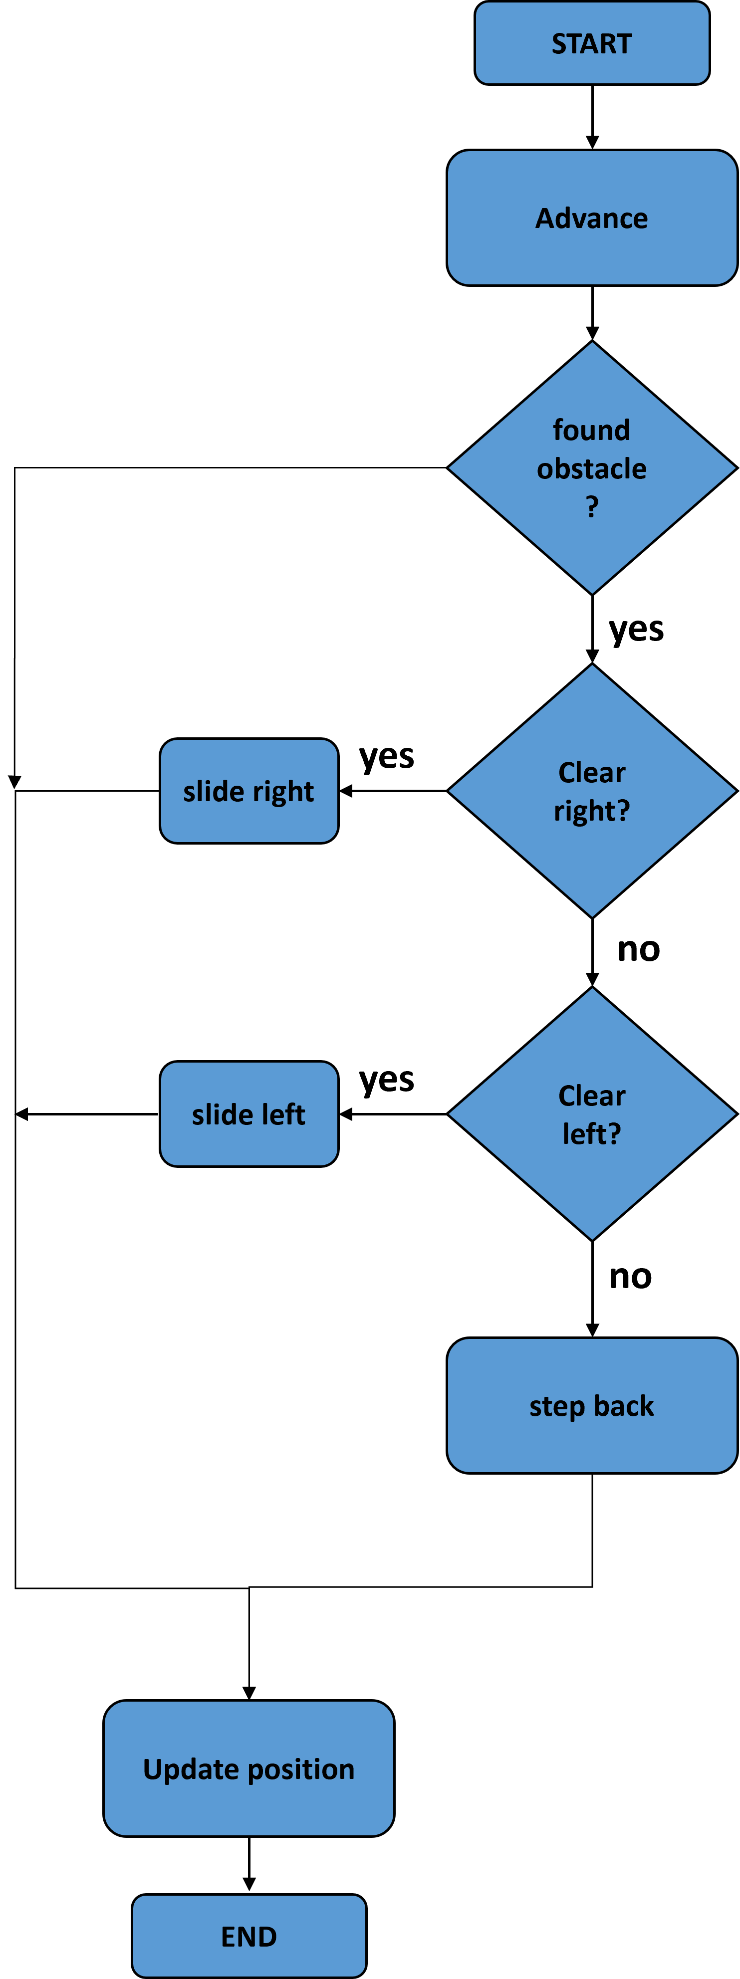 START
Advance
found
obstacle
?
yes
yes
slide right
Clear
right?
no
yes
slide left
Clear
left?
no
step back
Update position
END